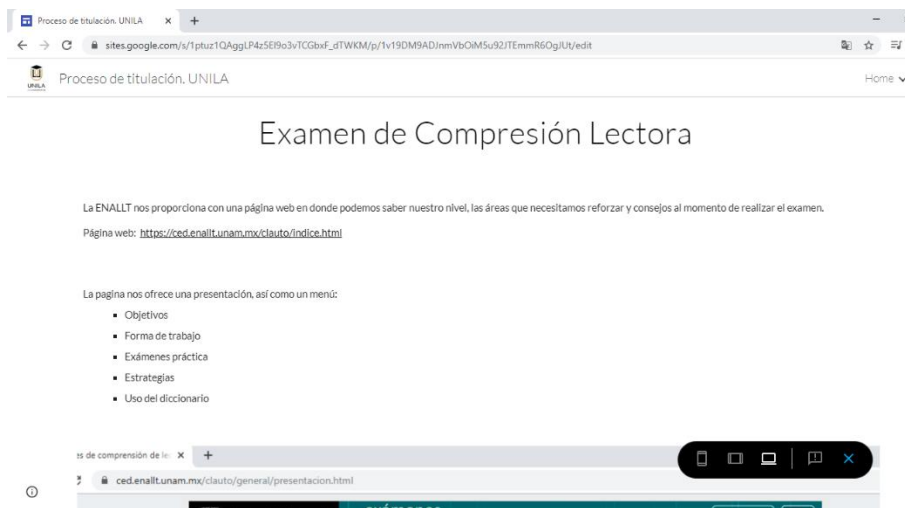 Proceso de titulación. UNILA
sites.google.com/s/1ptuz1QAggLP4z5EI9o3vTCGbxF_dTWKM/p/1v19DM9ADJnmVbOiM5u92JTEmmR6OgJUt/edit
UNILA
Proceso de titulación. UNILA
Home
Examen de Compresión Lectora
La ENALLT nos proporciona con una página web en donde podemos saber nuestro nivel, las áreas que necesitamos reforzar y consejos al momento de realizar el examen.
Página web: https://ced.enallt.unam.mx/clauto/indice.html
La pagina nos ofrece una presentación, así como un menú:
Objetivos
Forma de trabajo
Exámenes práctica
Estrategias
Uso del diccionario
es de comprensión de le
ced.enallt.unam.mx/clauto/general/presentacion.html
exámenes